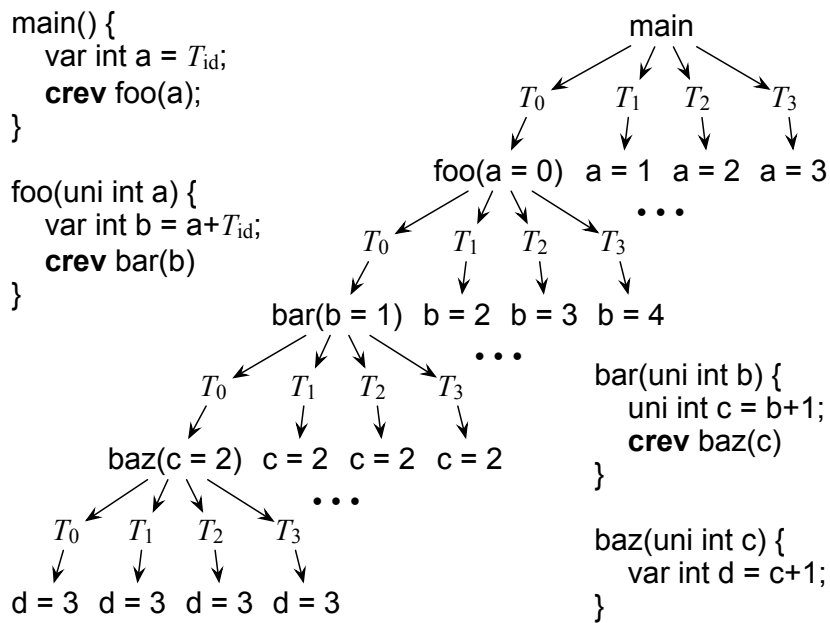 main() {
var int a = Tid;
crev foo(a);
}
foo(uni int a) {
var int b = a+Tid;
crev bar(b)
}
main
T0 T1 T2 T3
foo(a = 0) a = 1 a = 2 a = 3
• • •
T0 T1 T2 T3
bar(b = 1) b = 2 b = 3 b = 4
• • •
T0 T1 T2 T3
baz(c = 2) c = 2 c = 2 c = 2
• • •
T0 T1 T2 T3
d = 3 d = 3 d = 3 d = 3
bar(uni int b) {
uni int c = b+1;
crev baz(c)
}
baz(uni int c) {
var int d = c+1;
}